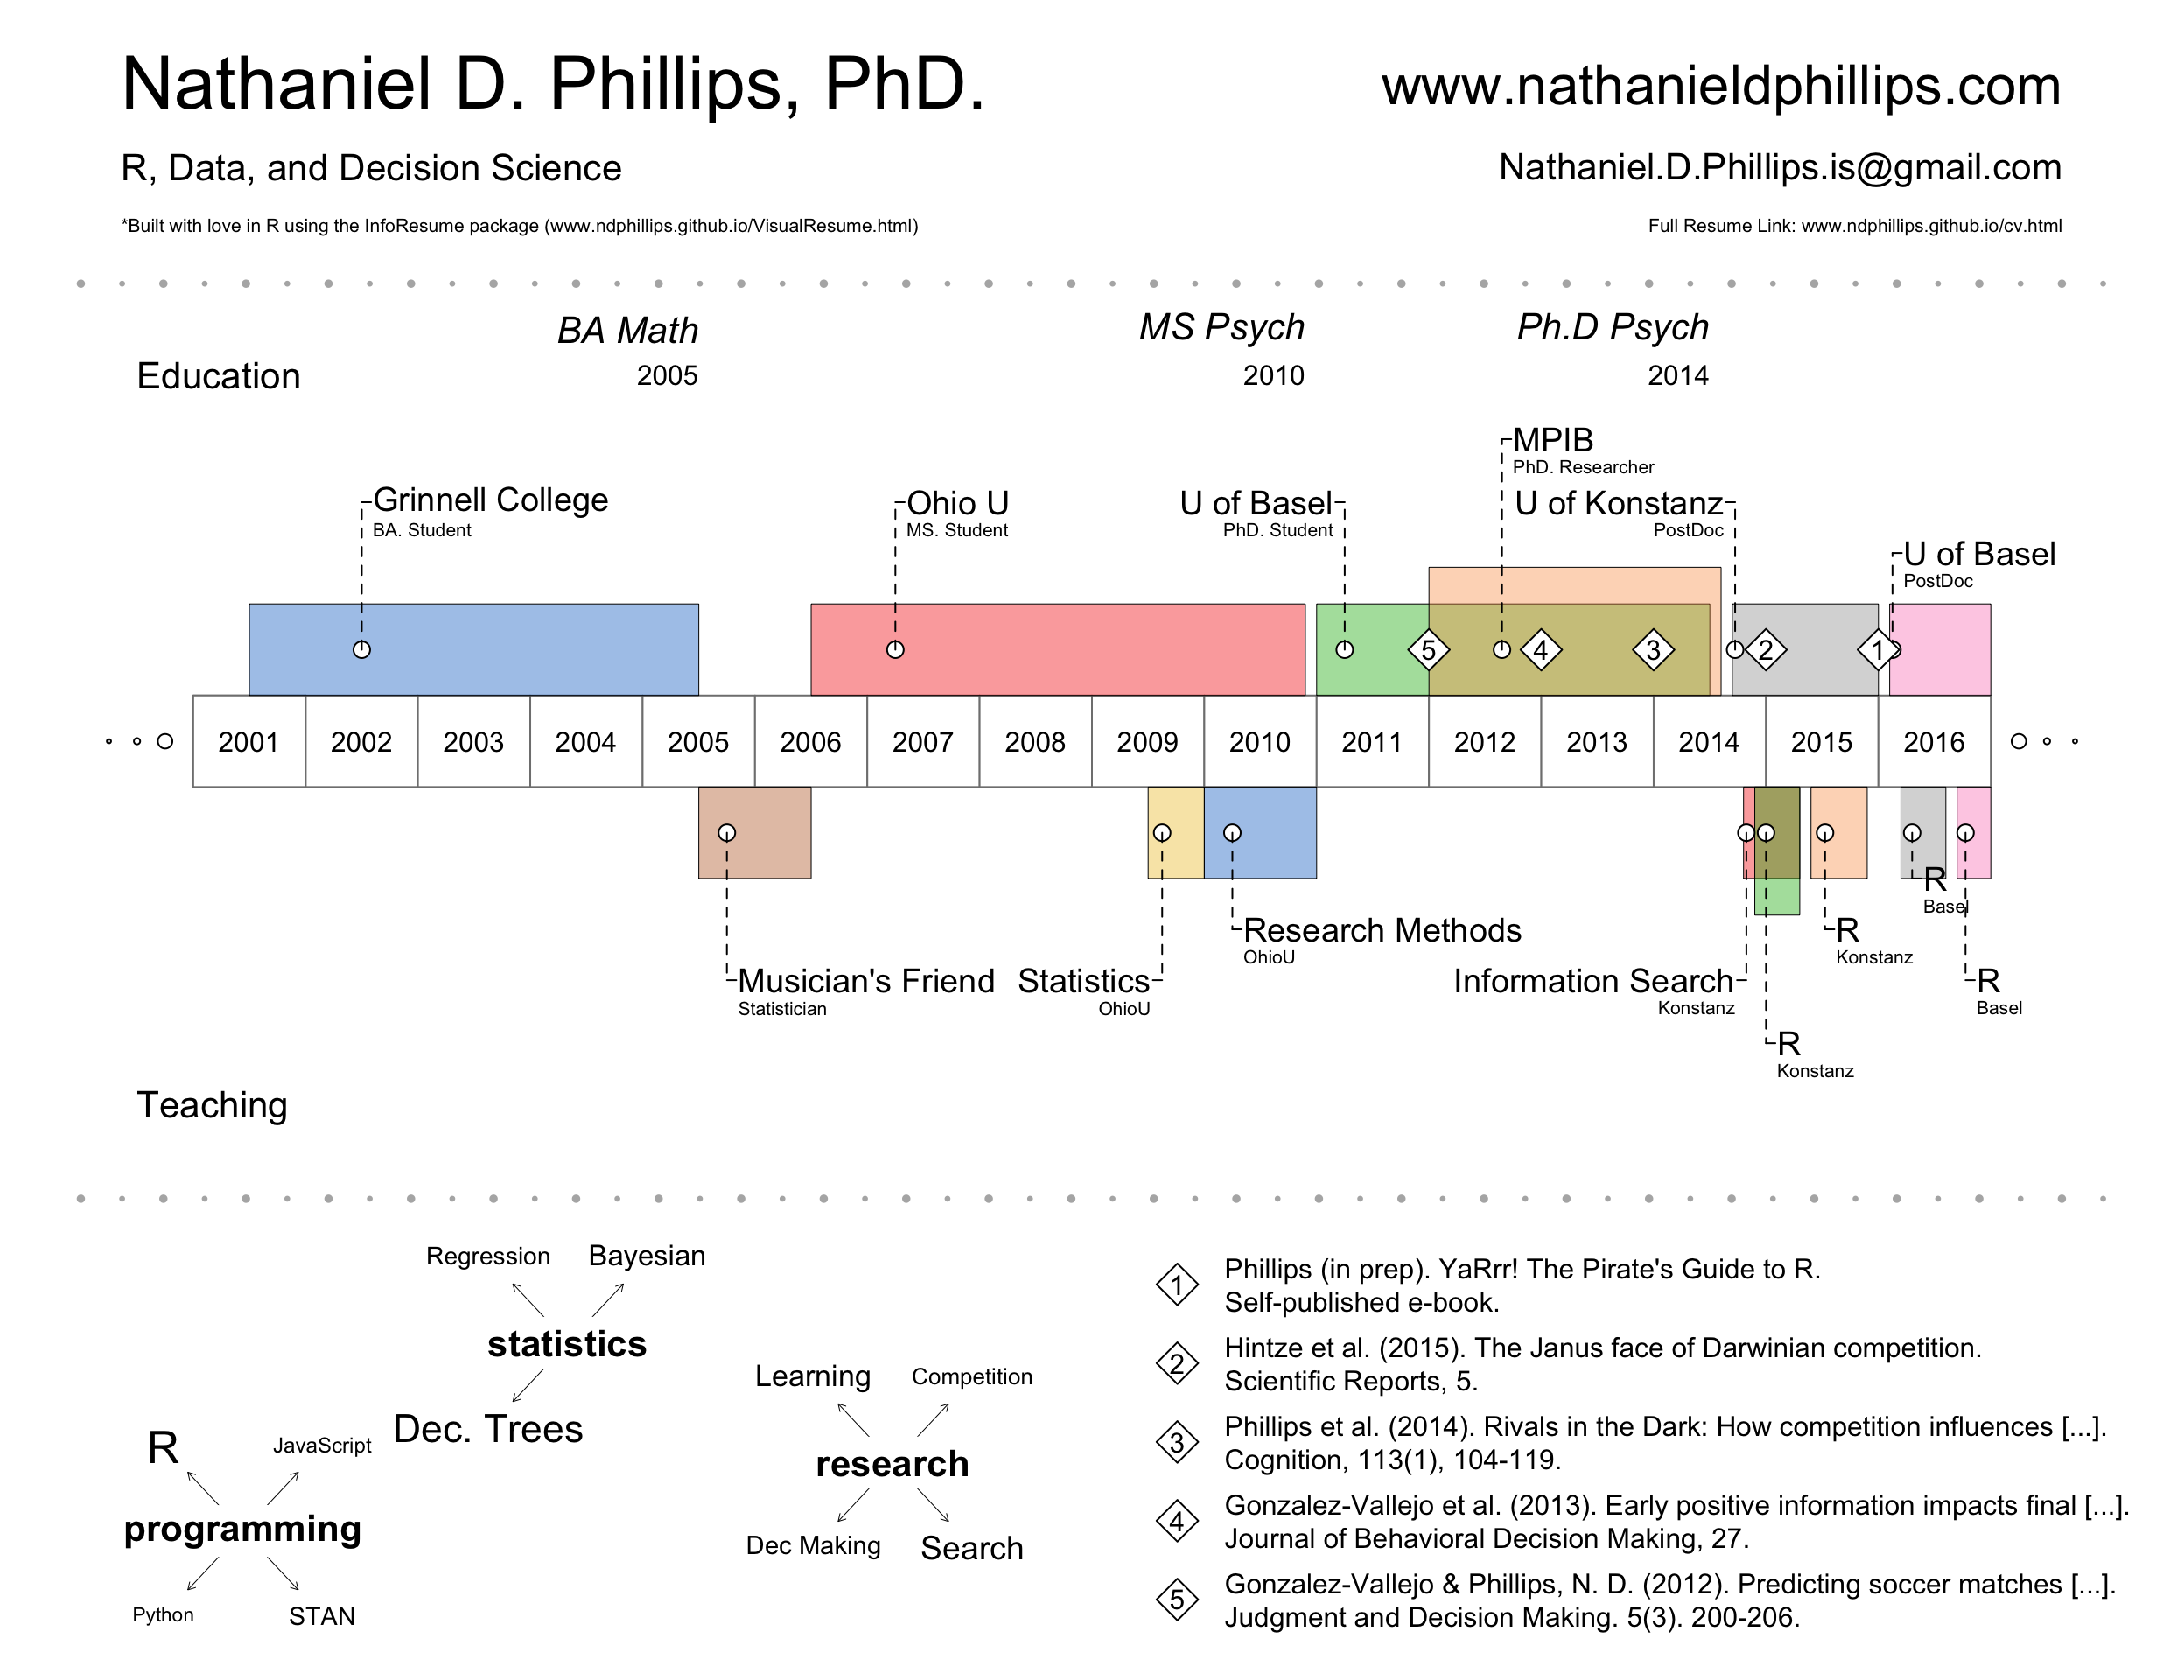 Nathaniel D. Phillips, PhD.
www.nathanieldphillips.com
R, Data, and Decision Science
Nathaniel.D.Phillips.is@gmail.com
*Built with love in R using the InfoResume package (www.ndphillips.github.io/VisualResume.html)
Full Resume Link: www.ndphillips.github.io/cv.html
BA Math
2005
MS Psych
2010
Ph.D Psych
2014
Education
MPIB
PhD. Researcher
Grinnell College
BA. Student
Ohio U
MS. Student
U of Basel
PhD. Student
U of Konstanz
PostDoc
U of Basel
PostDoc
5 4 3 2 1
2001 2002 2003 2004 2005 2006 2007 2008 2009 2010 2011 2012 2013 2014 2015 2016
R
Basel
Research Methods
OhioU
R
Konstanz
Musician's Friend
Statistician
Statistics
OhioU
Information Search
Konstanz
R
Basel
R
Konstanz
Teaching
Regression
Bayesian
statistics
Dec. Trees
Learning
Competition
research
Dec Making
Search
R
JavaScript
programming
Python
STAN
1
Phillips (in prep). YaRrr! The Pirate's Guide to R.
Self-published e-book.
2
Hintze et al. (2015). The Janus face of Darwinian competition.
Scientific Reports, 5.
3
Phillips et al. (2014). Rivals in the Dark: How competition influences [...].
Cognition, 113(1), 104-119.
4
Gonzalez-Vallejo et al. (2013). Early positive information impacts final [...].
Journal of Behavioral Decision Making, 27.
5
Gonzalez-Vallejo & Phillips, N. D. (2012). Predicting soccer matches [...].
Judgment and Decision Making. 5(3). 200-206.